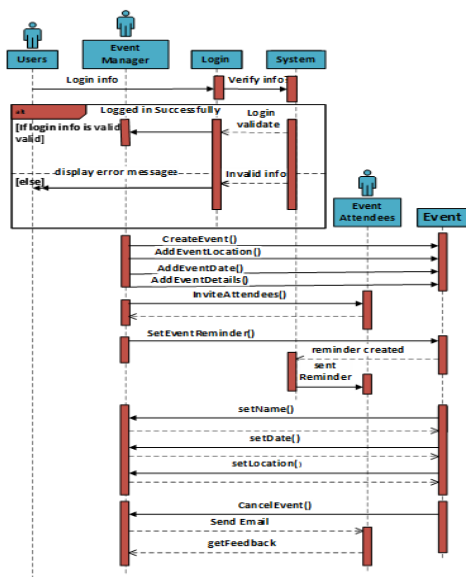 Users
Event
Manager
Login
System
Login info
Verify info
alt
Logged in Successfully
[If login info is valid
valid]
Login
validate
display error message
[else]
Invalid info
Event
Attendees
Event
CreateEvent()
AddEventLocation()
AddEventDate()
AddEventDetails()
InviteAttendees()
SetEventReminder()
reminder created
sent
Reminder
setName()
setDate()
setLocation()
CancelEvent()
Send Email
getFeedback